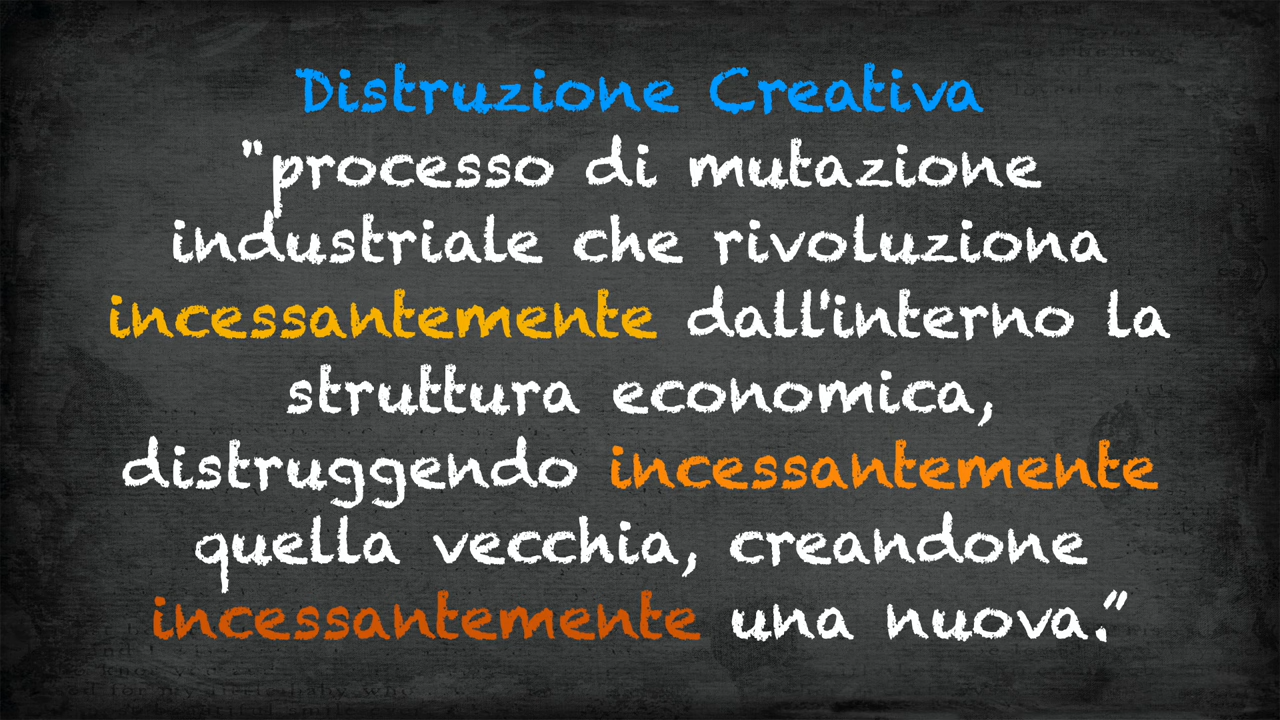 Distruzione Creativa
"processo di mutazione
industriale che rivoluziona
incessantemente dall'interno la
struttura economica,
distruggendo incessantemente
quella vecchia, creandone
incessantemente una nuova.”